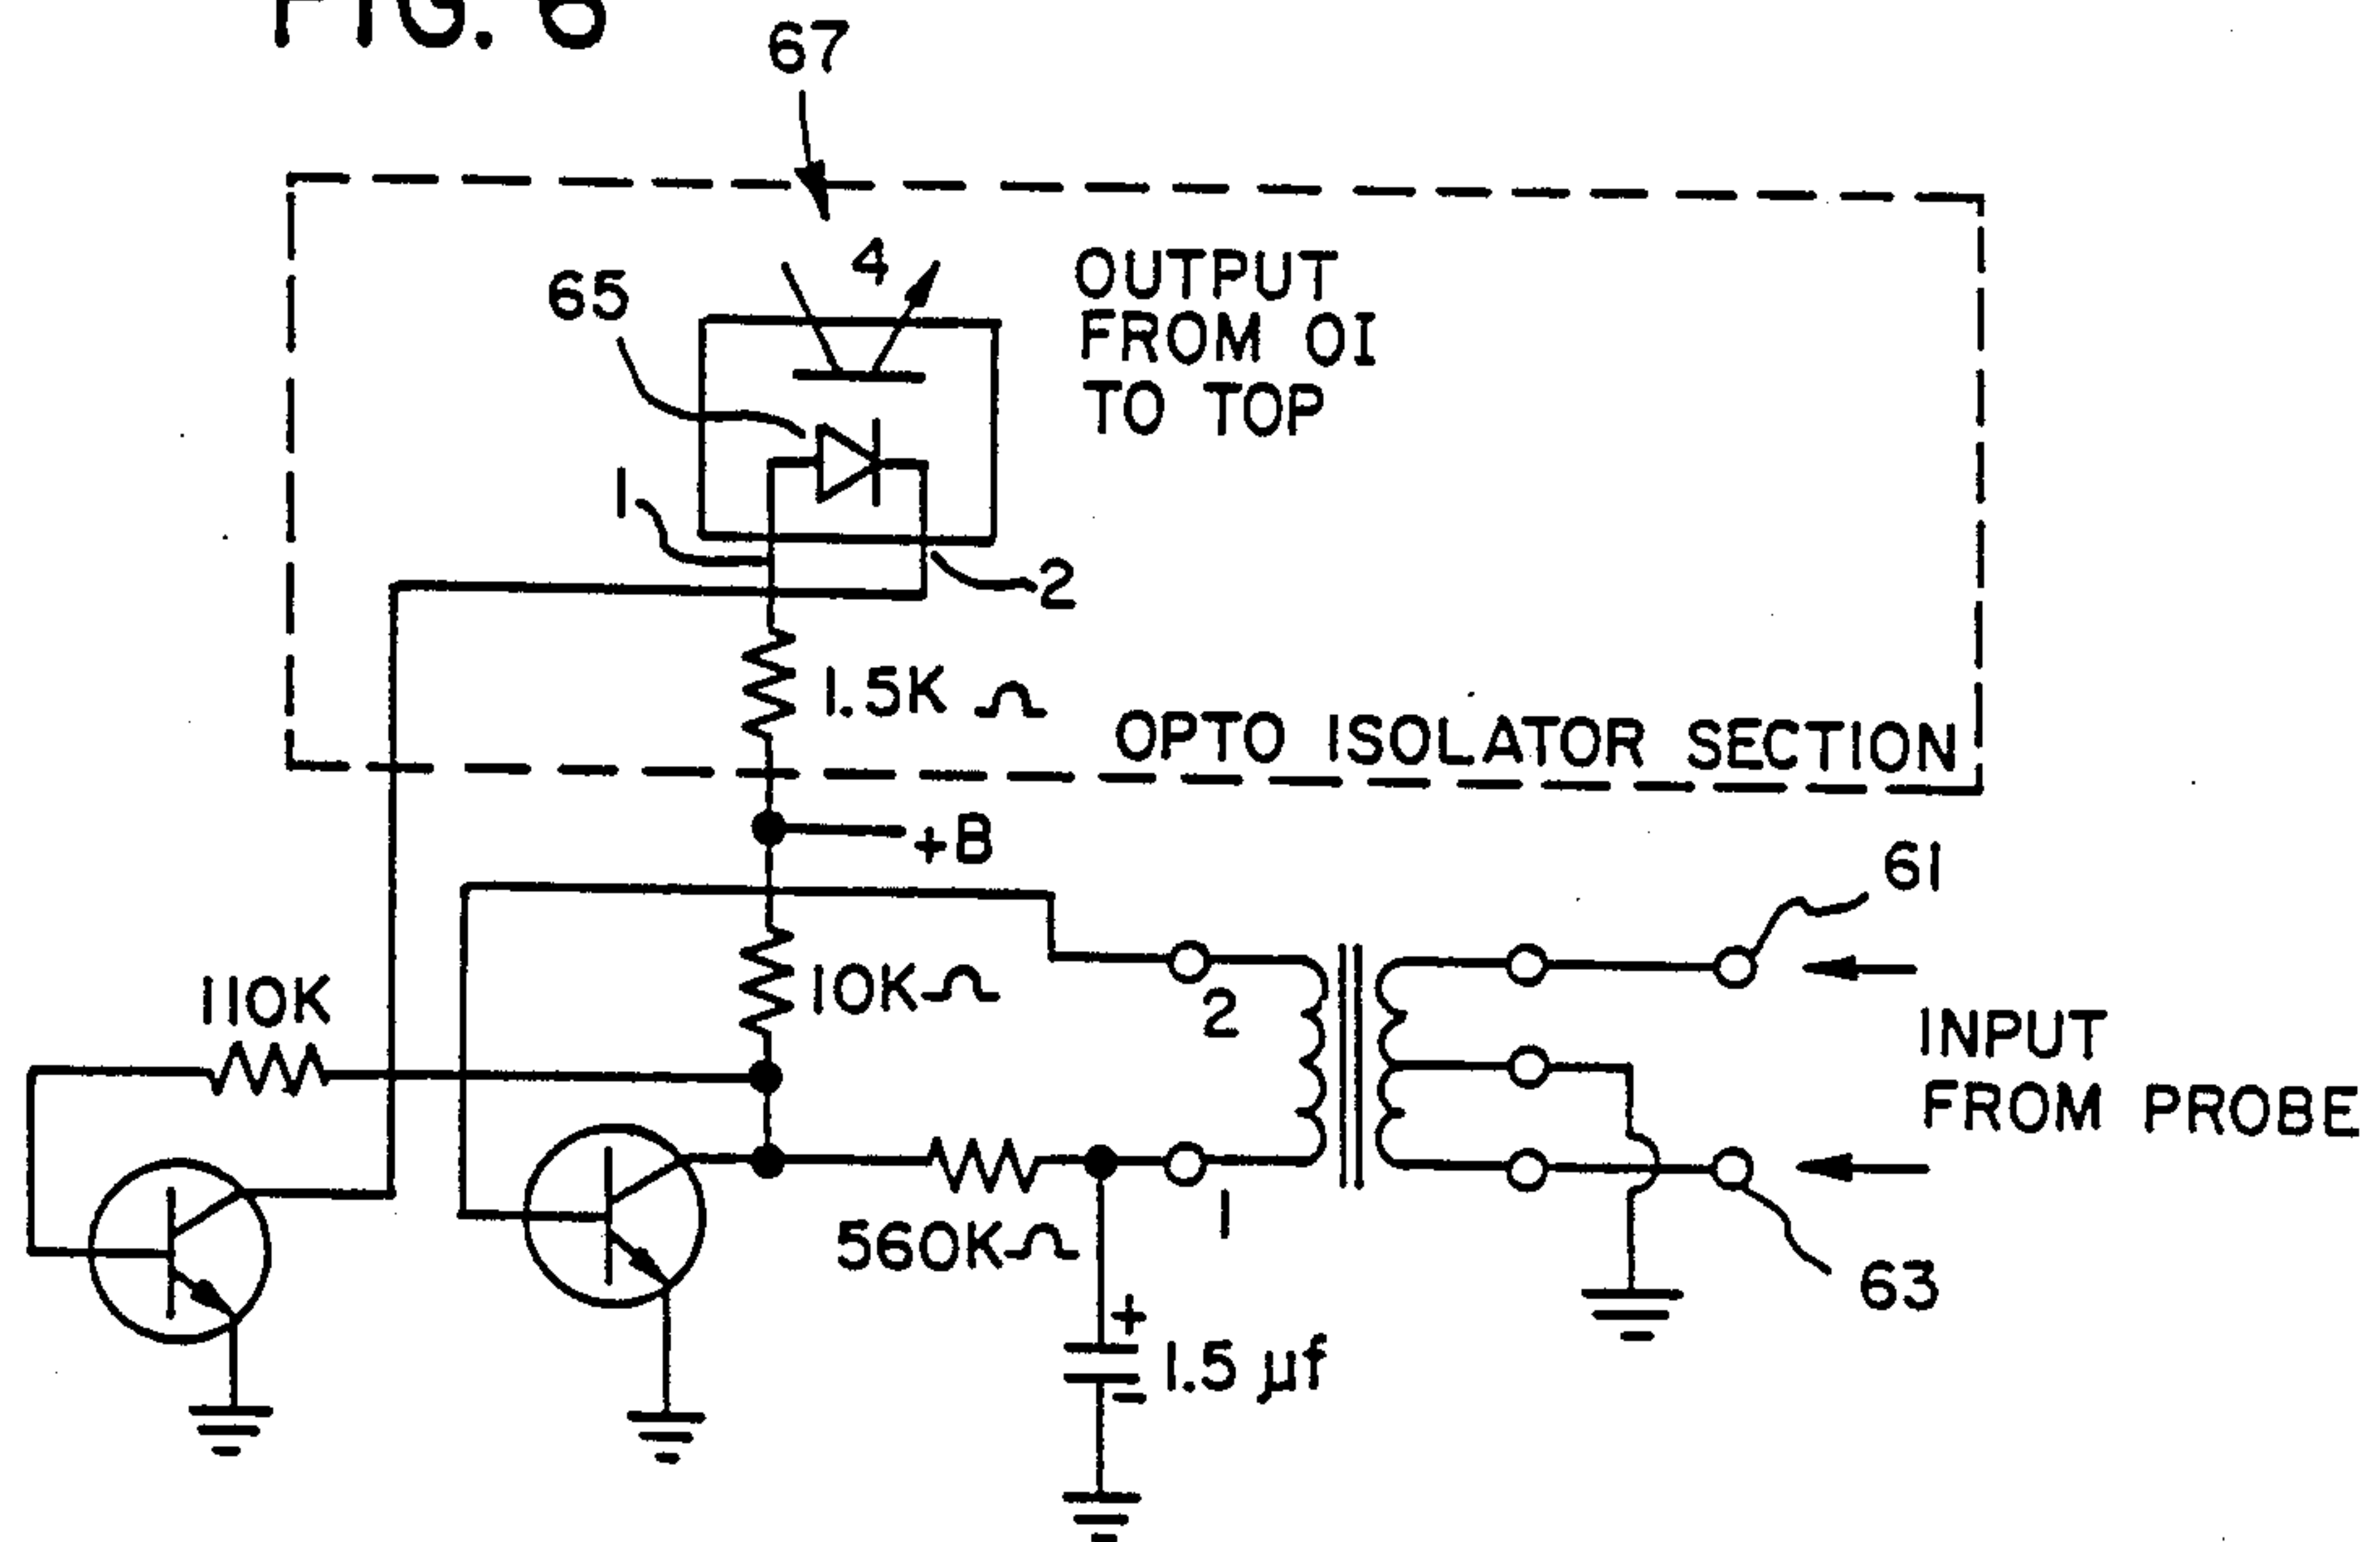 FIG. 6
67
65
4
OUTPUT
FROM OI
TO TOP
1
2
1.5K Ω
OPTO ISOLATOR SECTION
+B
61
110K
10K Ω
2
INPUT
FROM PROBE
560K Ω
1
63
+
1.5 µf
−